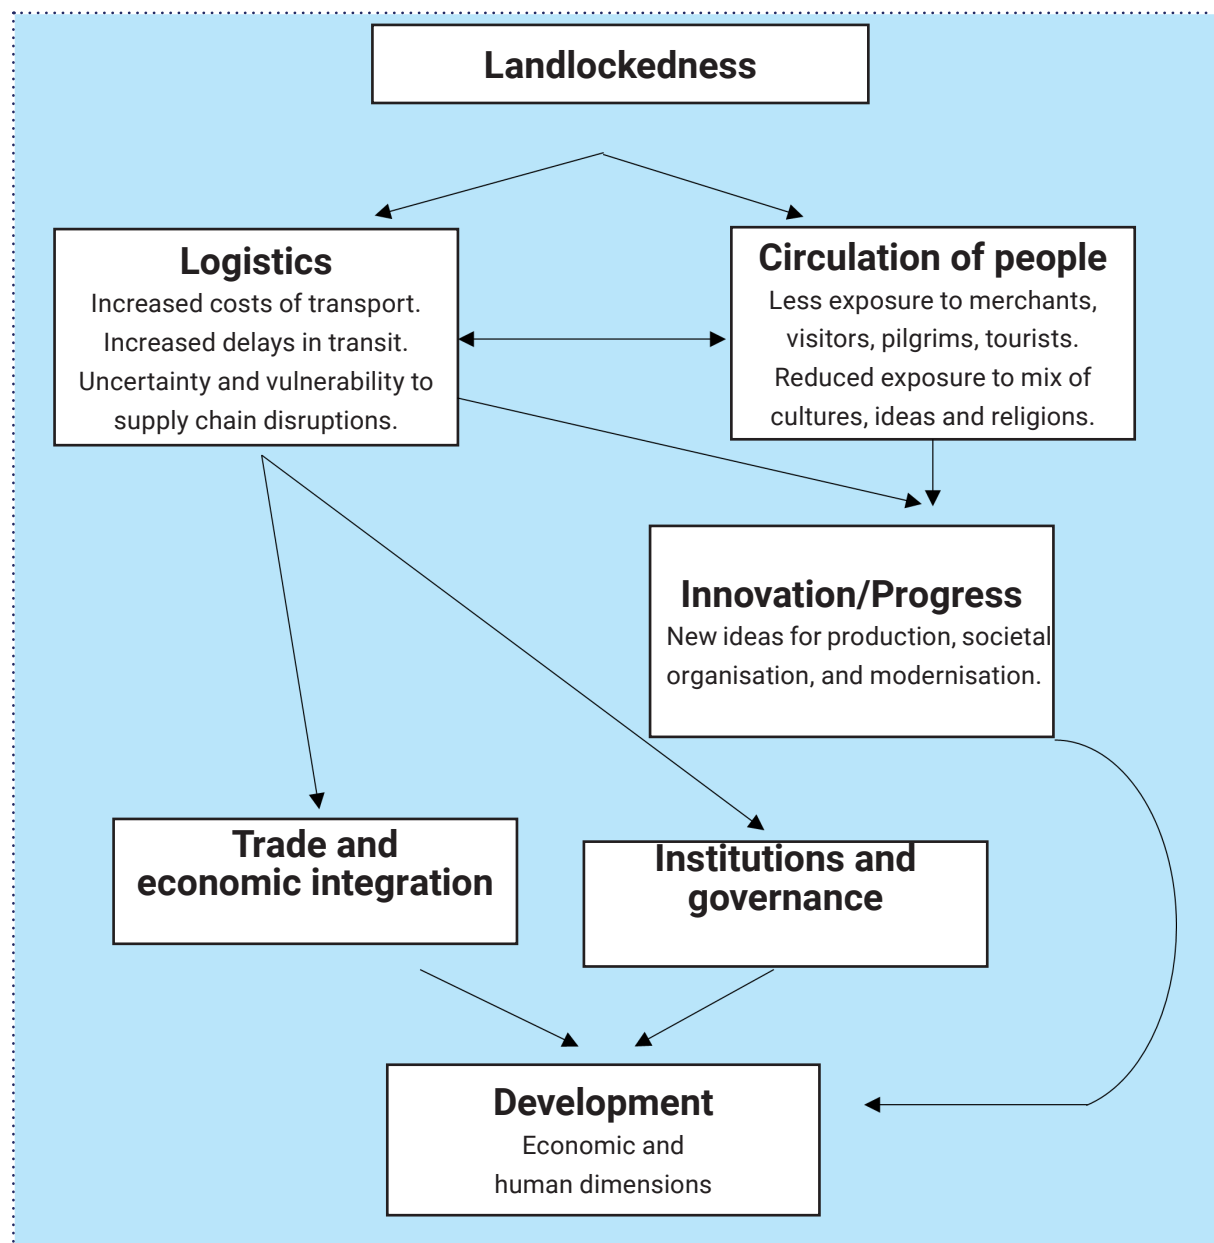 Landlockedness
Logistics
Increased costs of transport.
Increased delays in transit.
Uncertainty and vulnerability to
supply chain disruptions.
Circulation of people
Less exposure to merchants,
visitors, pilgrims, tourists.
Reduced exposure to mix of
cultures, ideas and religions.
Innovation/Progress
New ideas for production, societal
organisation, and modernisation.
Trade and
economic integration
Institutions and
governance
Development
Economic and
human dimensions